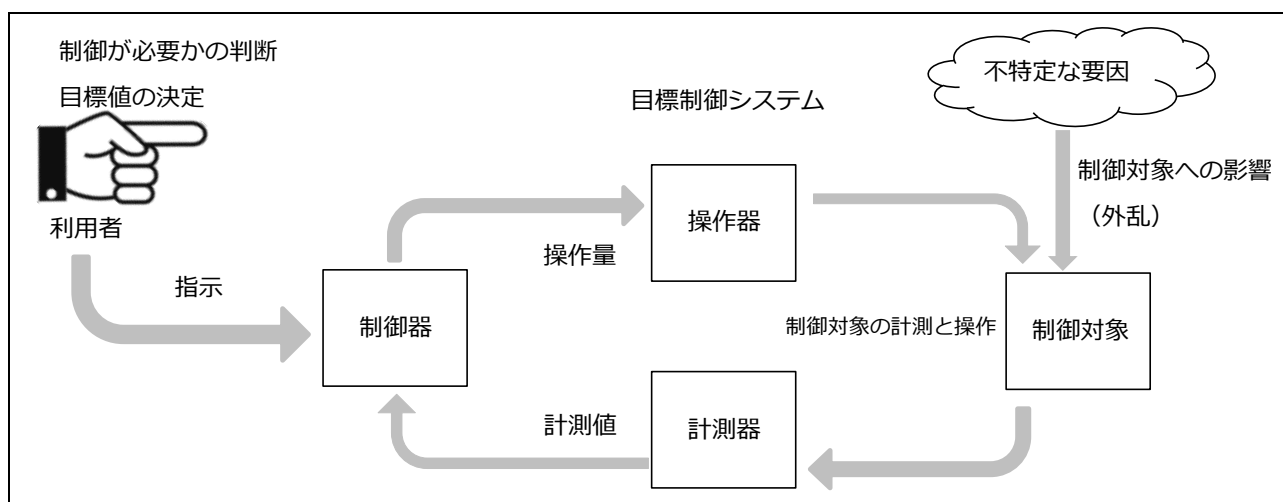 制御が必要かの判断
目標値の決定
利用者
指示
制御器
操作量
目標制御システム
操作器
不特定な要因
制御対象への影響
（外乱）
制御対象の計測と操作
制御対象
計測値
計測器